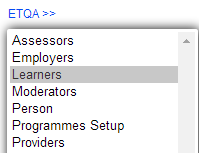 ETQA >>
Assessors
Employers
Learners
Moderators
Person
Programmes Setup
Providers